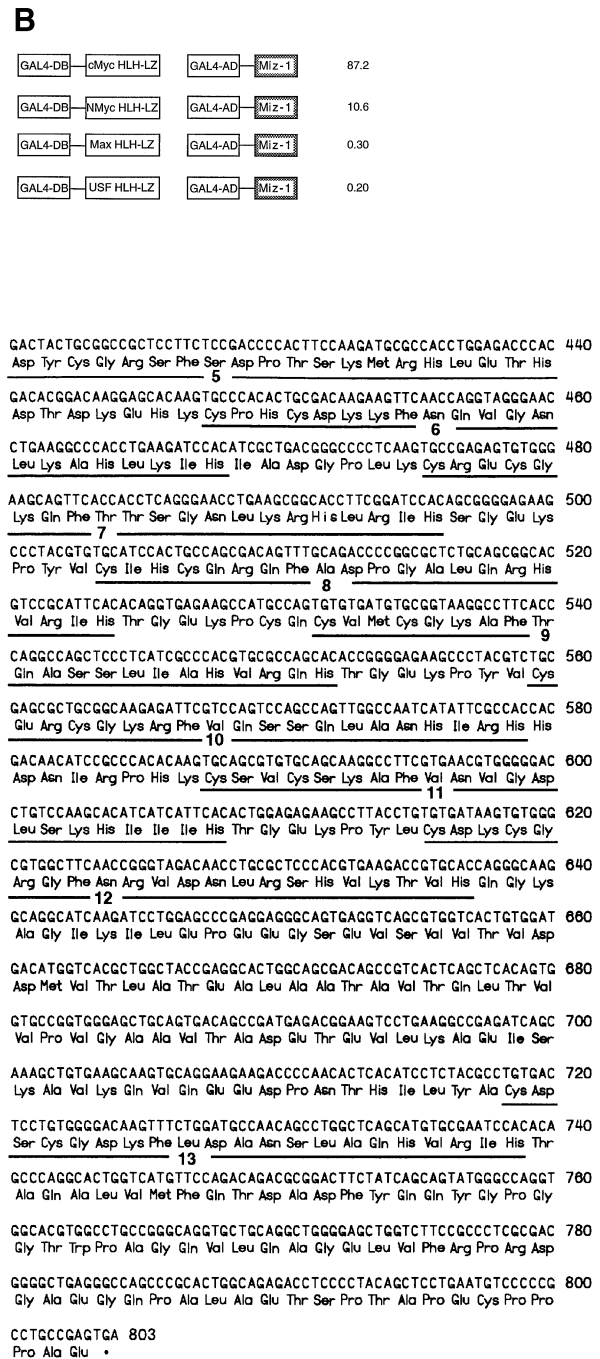 B
GAL4-DB cMyc HLH-LZ GAL4-AD Miz-1 87.2
GAL4-DB NMyc HLH-LZ GAL4-AD Miz-1 10.6
GAL4-DB Max HLH-LZ GAL4-AD Miz-1 0.30
GAL4-DB USF HLH-LZ GAL4-AD Miz-1 0.20
GACTACTGCGGCCGCTCCTTCTCCGACCCCACTTCCAAGATGCGCCACCTGGAGACCCAC 440
Asp Tyr Cys Gly Arg Ser Phe Ser Asp Pro Thr Ser Lys Met Arg His Leu Glu Thr His
5
GACACGGACAAGGAGCACAAGTGCCCACACTGCGACAAGAAGTTCAACCAGGTAGGGAAC 460
Asp Thr Asp Lys Glu His Lys Cys Pro His Cys Asp Lys Lys Phe Asn Gln Val Gly Asn
6
CTGAAGGCCCACCTGAAGATCCACATCGCTGACGGGCCCCTCAAGTGCCGAGAGTGTGGG 480
Leu Lys Ala His Leu Lys Ile His Ile Ala Asp Gly Pro Leu Lys Cys Arg Glu Cys Gly
AAGCAGTTCACCACCTCAGGGAACCTGAAGCGGCACCTTCGGATCCACAGCGGGGAGAAG 500
Lys Gln Phe Thr Thr Ser Gly Asn Leu Lys Arg His Leu Arg Ile His Ser Gly Glu Lys
7
CCCTACGTGTGCATCCACTGCCAGCGACAGTTTGCAGACCCCGGCGCTCTGCAGCGGCAC 520
Pro Tyr Val Cys Ile His Cys Gln Arg Gln Phe Ala Asp Pro Gly Ala Leu Gln Arg His
8
GTCCGCATTCACACAGGTGAGAAGCCATGCCAGTGTGTGATGTGCGGTAAGGCCTTCACC 540
Val Arg Ile His Thr Gly Glu Lys Pro Cys Gln Cys Val Met Cys Gly Lys Ala Phe Thr
9
CAGGCCAGCTCCCTCATCGCCCACGTGCGCCAGCACACCGGGGAGAAGCCCTACGTCTGC 560
Gln Ala Ser Ser Leu Ile Ala His Val Arg Gln His Thr Gly Glu Lys Pro Tyr Val Cys
GAGCGCTGCGGCAAGAGATTCGTCCAGTCCAGCCAGTTGGCCAATCATATTCGCCACCAC 580
Glu Arg Cys Gly Lys Arg Phe Val Gln Ser Ser Gln Leu Ala Asn His Ile Arg His His
10
GACAACATCCGCCCACACAAGTGCAGCGTGTGCAGCAAGGCCTTCGTGAACGTGGGGGAC 600
Asp Asn Ile Arg Pro His Lys Cys Ser Val Cys Ser Lys Ala Phe Val Asn Val Gly Asp
11
CTGTCCAAGCACATCATCATTCACACTGGAGAGAAGCCTTACCTGTGTGATAAGTGTGGG 620
Leu Ser Lys His Ile Ile Ile His Thr Gly Glu Lys Pro Tyr Leu Cys Asp Lys Cys Gly
CGTGGCTTCAACCGGGTAGACAACCTGCGCTCCCACGTGAAGACCGTGCACCAGGGCAAG 640
Arg Gly Phe Asn Arg Val Asp Asn Leu Arg Ser His Val Lys Thr Val His Gln Gly Lys
12
GCAGGCATCAAGATCCTGGAGCCCGAGGAGGGCAGTGAGGTCAGCGTGGTCACTGTGGAT 660
Ala Gly Ile Lys Ile Leu Glu Pro Glu Glu Gly Ser Glu Val Ser Val Val Thr Val Asp
GACATGGTCACGCTGGCTACCGAGGCACTGGCAGCGACAGCCGTCACTCAGCTCACAGTG 680
Asp Met Val Thr Leu Ala Thr Glu Ala Leu Ala Ala Thr Ala Val Thr Gln Leu Thr Val
GTGCCGGTGGGAGCTGCAGTGACAGCCGATGAGACGGAAGTCCTGAAGGCCGAGATCAGC 700
Val Pro Val Gly Ala Ala Val Thr Ala Asp Glu Thr Glu Val Leu Lys Ala Glu Ile Ser
AAAGCTGTGAAGCAAGTGCAGGAAGAAGACCCCAACACTCACATCCTCTACGCCTGTGAC 720
Lys Ala Val Lys Gln Val Gln Glu Glu Asp Pro Asn Thr His Ile Leu Tyr Ala Cys Asp
TCCTGTGGGGACAAGTTTCTGGATGCCAACAGCCTGGCTCAGCATGTGCGAATCCACACA 740
Ser Cys Gly Asp Lys Phe Leu Asp Ala Asn Ser Leu Ala Gln His Val Arg Ile His Thr
13
GCCCAGGCACTGGTCATGTTCCAGACAGACGCGGACTTCTATCAGCAGTATGGGCCAGGT 760
Ala Gln Ala Leu Val Met Phe Gln Thr Asp Ala Asp Phe Tyr Gln Gln Tyr Gly Pro Gly
GGCACGTGGCCTGCCGGGCAGGTGCTGCAGGCTGGGGAGCTGGTCTTCCGCCCTCGCGAC 780
Gly Thr Trp Pro Ala Gly Gln Val Leu Gln Ala Gly Glu Leu Val Phe Arg Pro Arg Asp
GGGGCTGAGGGCCAGCCCGCACTGGCAGAGACCTCCCCTACAGCTCCTGAATGTCCCCCG 800
Gly Ala Glu Gly Gln Pro Ala Leu Ala Glu Thr Ser Pro Thr Ala Pro Glu Cys Pro Pro
CCTGCCGAGTGA 803
Pro Ala Glu •